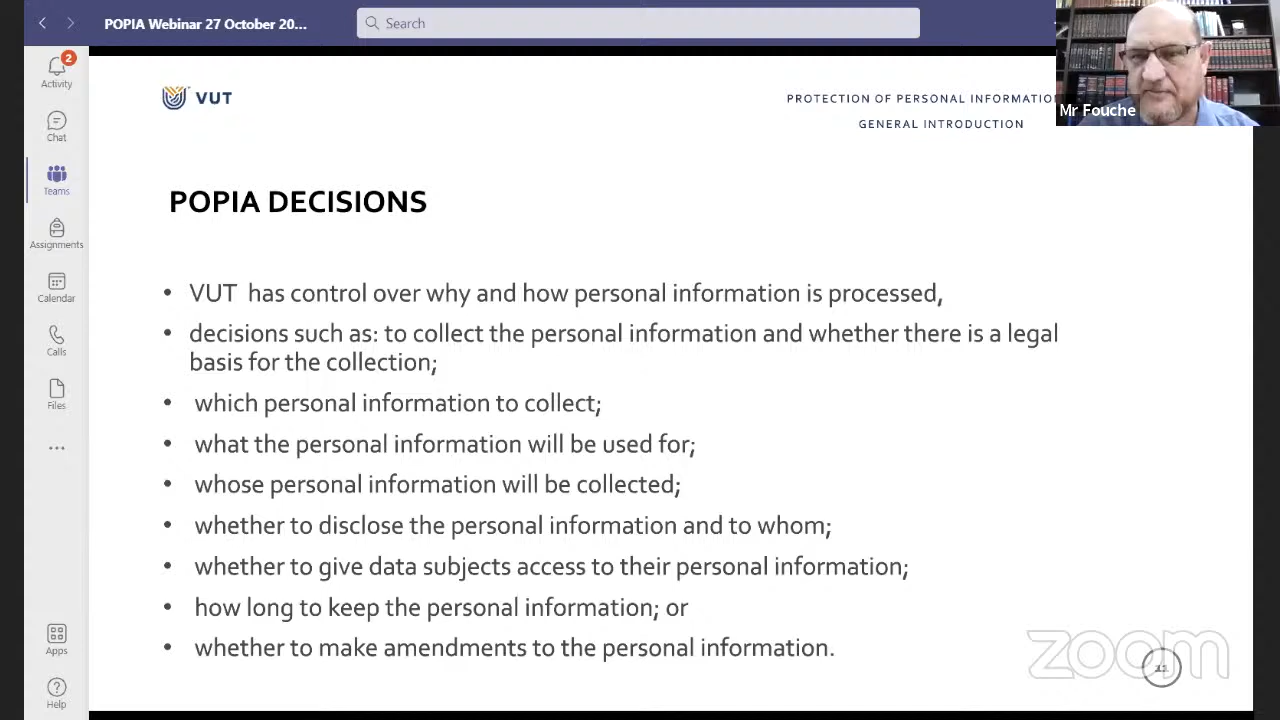 POPIA Webinar 27 October 20...
Search
2
Activity
Chat
Teams
Assignments
Calendar
Calls
Files
Apps
Help
VUT
PROTECTION OF PERSONAL INFORMATIO
GENERAL INTRODUCTION
Mr Fouche
POPIA DECISIONS
• VUT has control over why and how personal information is processed,
• decisions such as: to collect the personal information and whether there is a legal
basis for the collection;
• which personal information to collect;
• what the personal information will be used for;
• whose personal information will be collected;
• whether to disclose the personal information and to whom;
• whether to give data subjects access to their personal information;
• how long to keep the personal information; or
• whether to make amendments to the personal information.
zoom